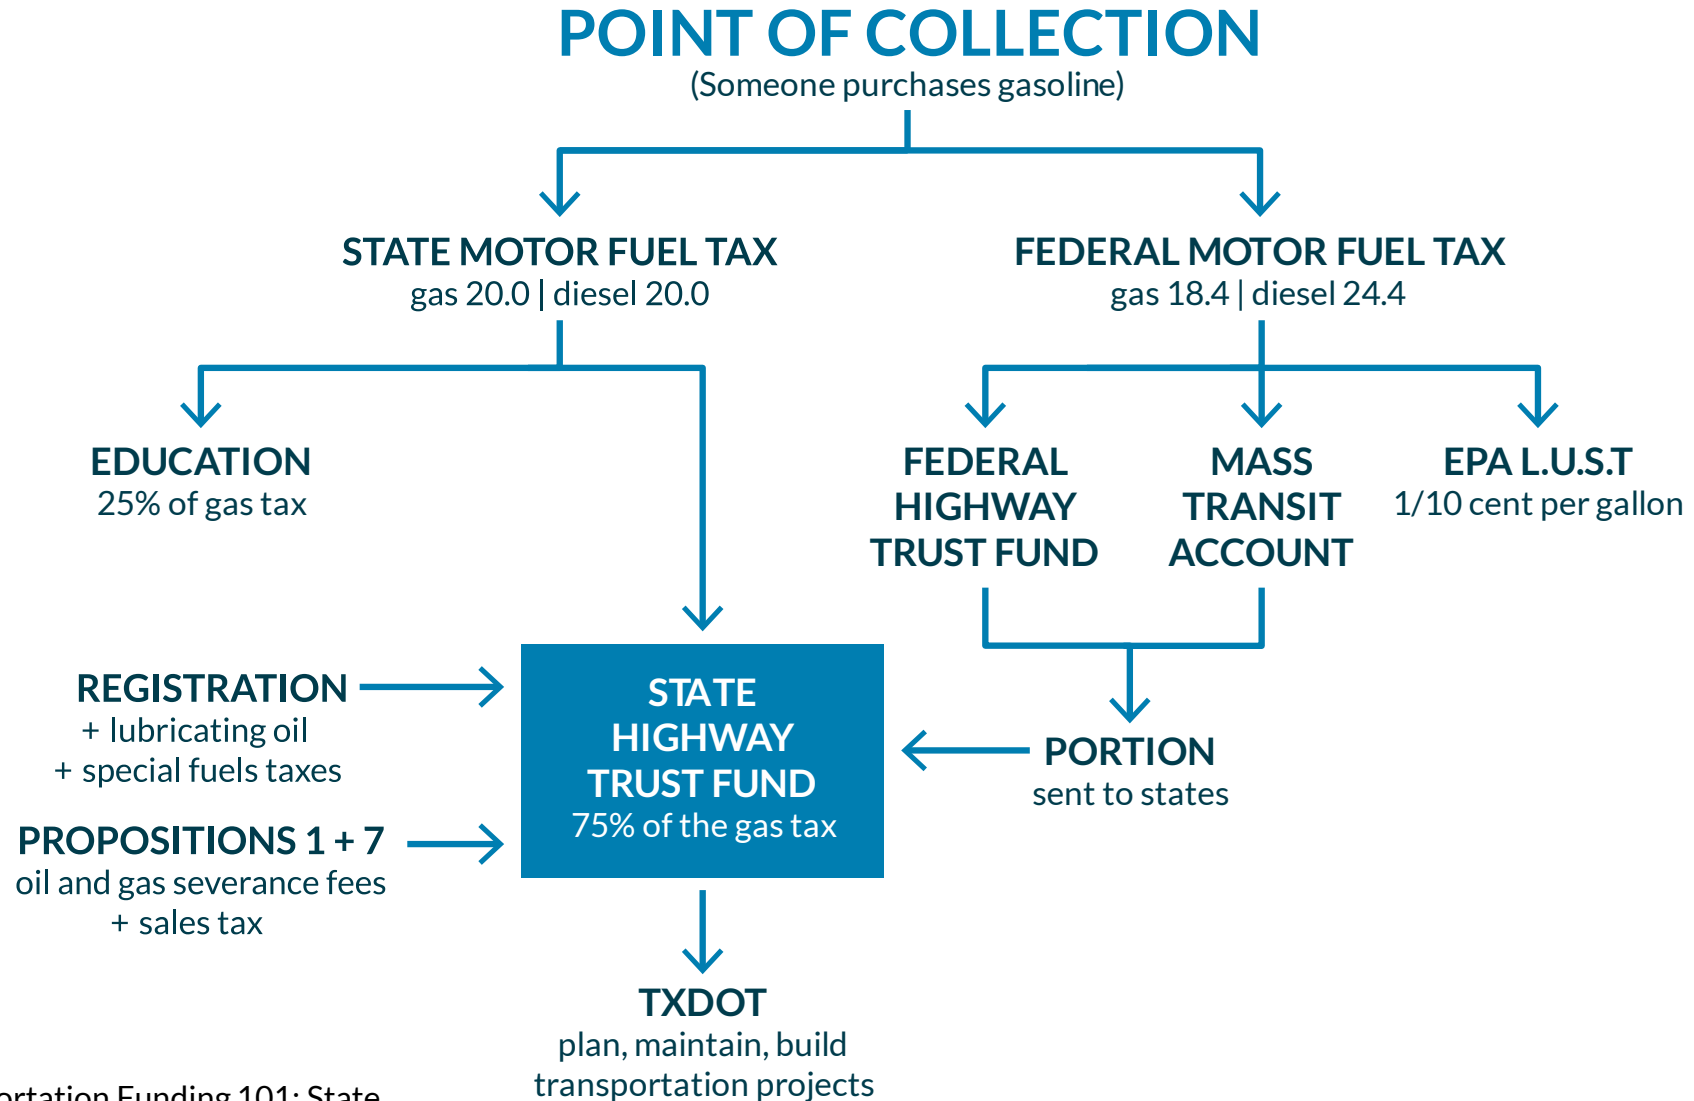 POINT OF COLLECTION
(Someone purchases gasoline)
STATE MOTOR FUEL TAX
gas 20.0 | diesel 20.0
FEDERAL MOTOR FUEL TAX
gas 18.4 | diesel 24.4
EDUCATION
25% of gas tax
FEDERAL
HIGHWAY
TRUST FUND
MASS
TRANSIT
ACCOUNT
EPA L.U.S.T
1/10 cent per gallon
REGISTRATION
+ lubricating oil
+ special fuels taxes
PROPOSITIONS 1 + 7
oil and gas severance fees
+ sales tax
STATE
HIGHWAY
TRUST FUND
75% of the gas tax
PORTION
sent to states
TXDOT
plan, maintain, build
transportation projects
ortation Funding 101: State